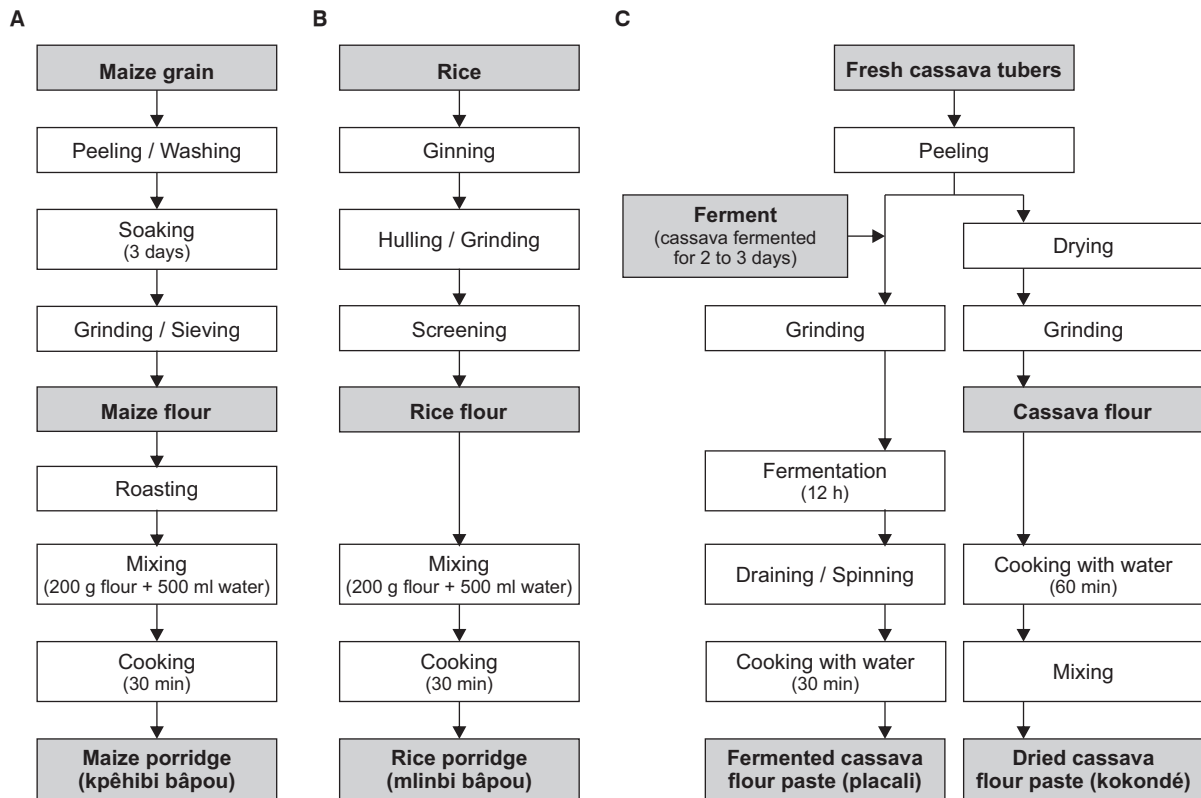 A
Maize grain
Peeling / Washing
Soaking
(3 days)
Grinding / Sieving
Maize flour
Roasting
Mixing
(200 g flour + 500 ml water)
Cooking
(30 min)
Maize porridge
(kpêhibi bâpou)
B
Rice
Ginning
Hulling / Grinding
Screening
Rice flour
Mixing
(200 g flour + 500 ml water)
Cooking
(30 min)
Rice porridge
(mlinbi bâpou)
C
Fresh cassava tubers
Peeling
Ferment
(cassava fermented
for 2 to 3 days)
Grinding
Fermentation
(12 h)
Draining / Spinning
Cooking with water
(30 min)
Fermented cassava
flour paste (placali)
Drying
Grinding
Cassava flour
Cooking with water
(60 min)
Mixing
Dried cassava
flour paste (kokondé)